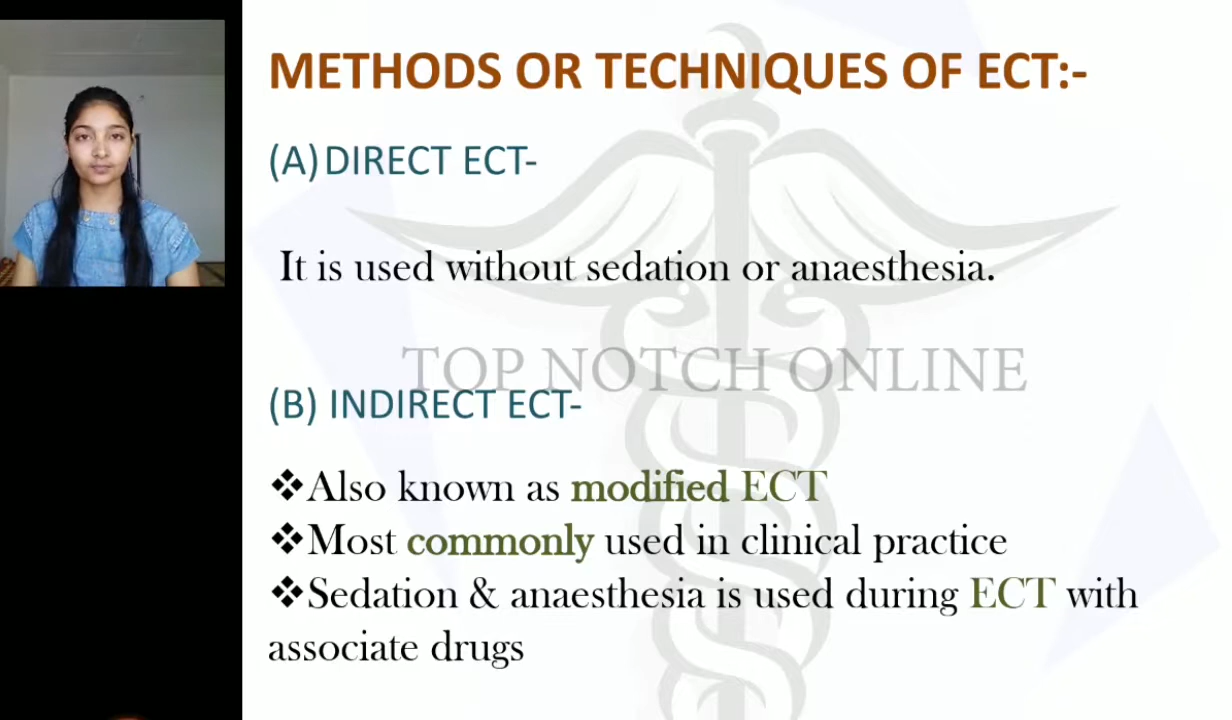 METHODS OR TECHNIQUES OF ECT:-
(A) DIRECT ECT-
It is used without sedation or anaesthesia.
TOP NOTCH ONLINE
(B) INDIRECT ECT-
❖Also known as modified ECT
❖Most commonly used in clinical practice
❖Sedation & anaesthesia is used during ECT with
associate drugs